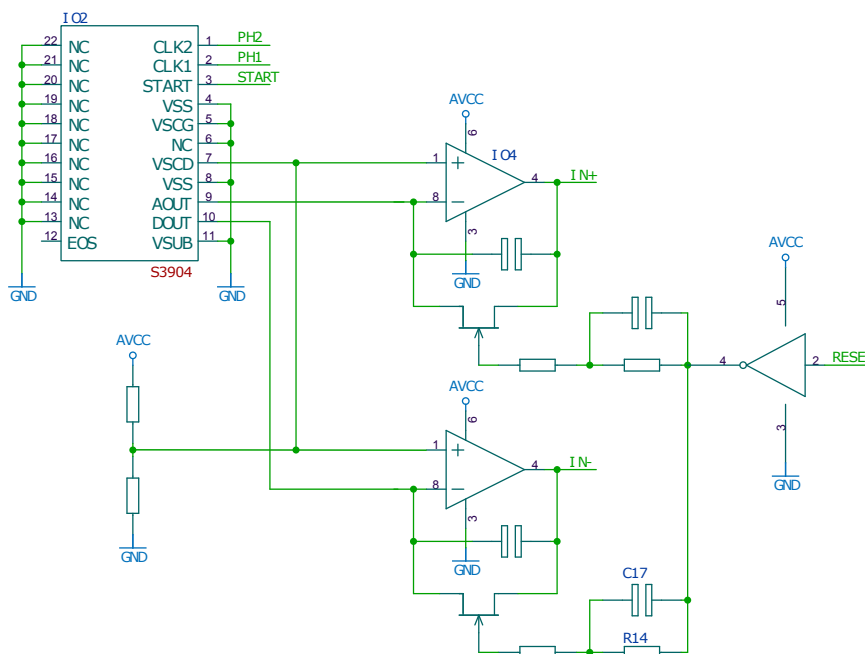 IO2
22 NC CLK2 1 PH2
21 NC CLK1 2 PH1
20 NC START 3 START
19 NC VSS 4
18 NC VSCG 5
17 NC NC 6
16 NC VSCD 7
15 NC VSS 8
14 NC AOUT 9
13 NC DOUT 10
12 EOS VSUB 11
S3904
GND
GND
AVCC
6
IO4
1
4
IN+
8
3
GND
AVCC
5
4
2
RESE
3
GND
AVCC
GND
AVCC
6
1
4
IN-
8
3
GND
C17
R14